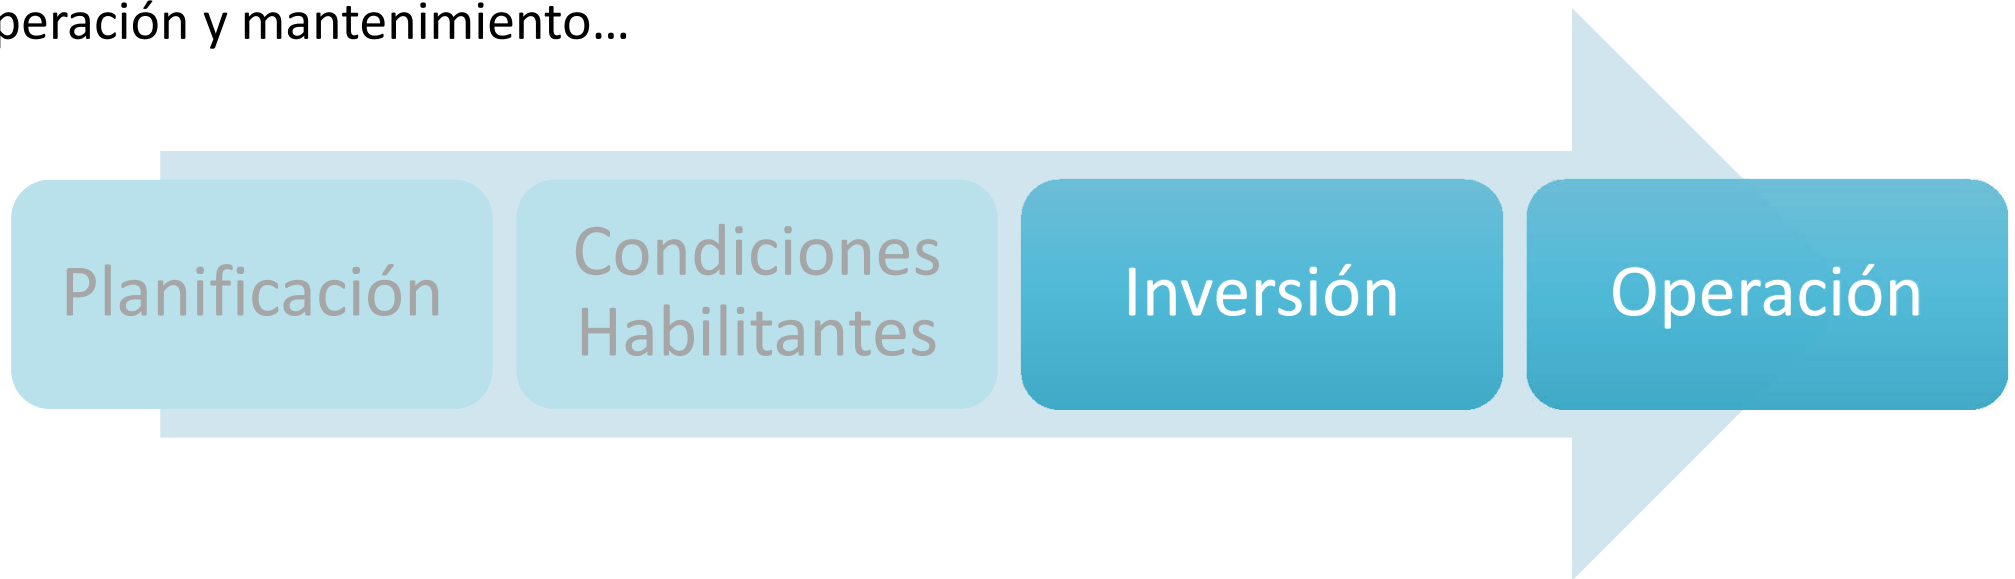 peración y mantenimiento...
Planificación
Condiciones
Habilitantes
Inversión
Operación